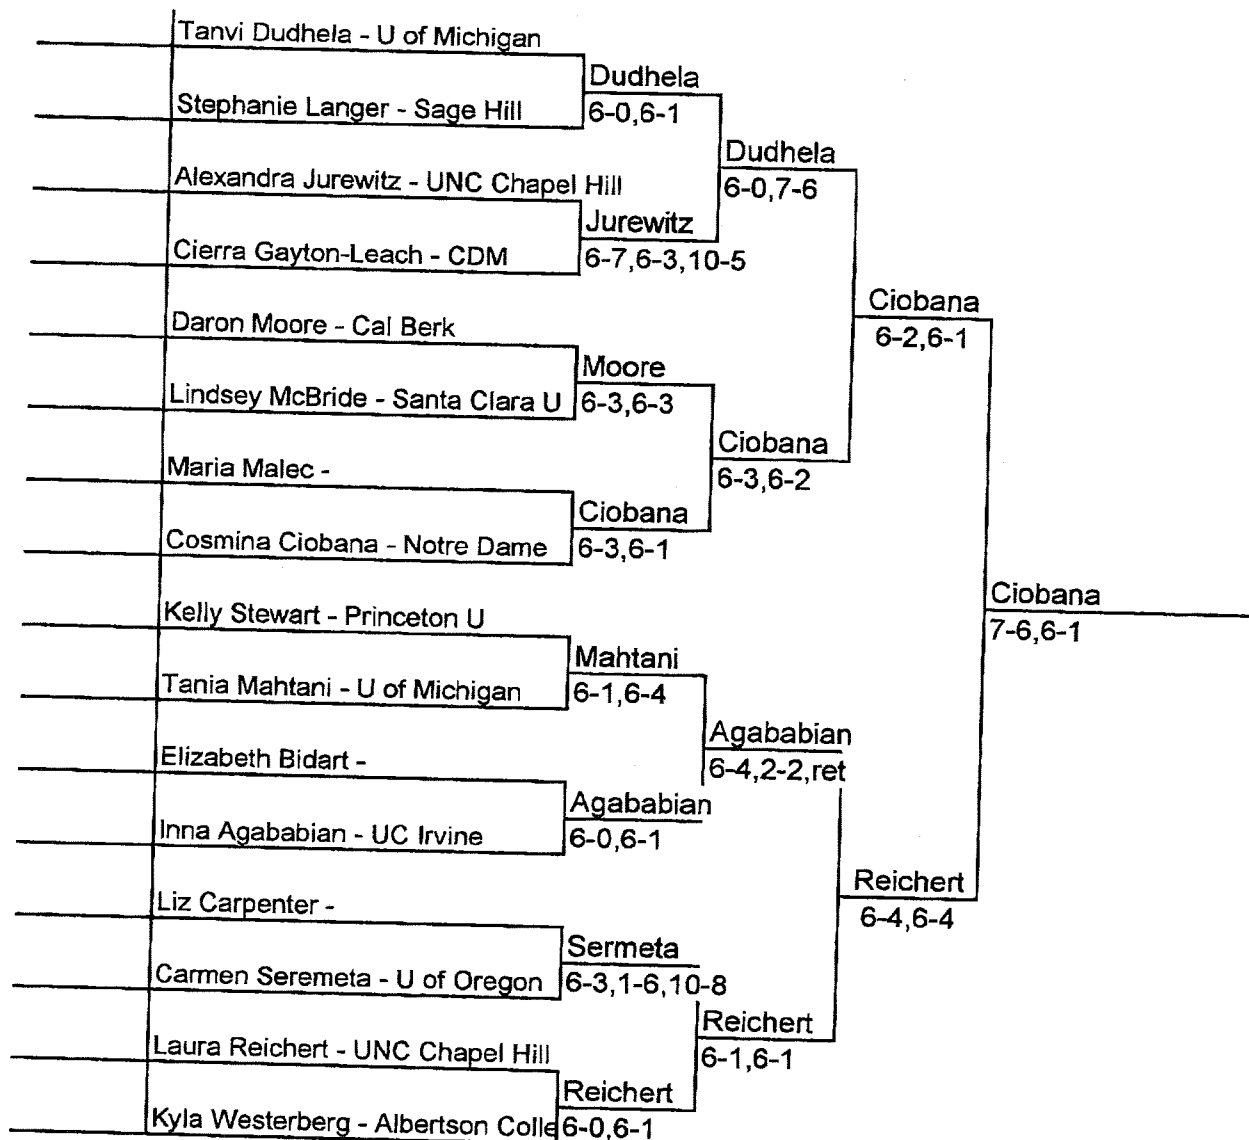 Tanvi Dudhela - U of Michigan
Dudhela
Stephanie Langer - Sage Hill
6-0,6-1
Dudhela
Alexandra Jurewitz - UNC Chapel Hill
6-0,7-6
Jurewitz
Cierra Gayton-Leach - CDM
6-7,6-3,10-5
Ciobana
Daron Moore - Cal Berk
6-2,6-1
Moore
Lindsey McBride - Santa Clara U
6-3,6-3
Ciobana
Maria Malec -
6-3,6-2
Ciobana
Cosmina Ciobana - Notre Dame
6-3,6-1
Ciobana
Kelly Stewart - Princeton U
7-6,6-1
Mahtani
Tania Mahtani - U of Michigan
6-1,6-4
Agababian
Elizabeth Bidart -
6-4,2-2,ret
Agababian
Inna Agababian - UC Irvine
6-0,6-1
Reichert
Liz Carpenter -
6-4,6-4
Sermeta
Carmen Seremeta - U of Oregon
6-3,1-6,10-8
Reichert
Laura Reichert - UNC Chapel Hill
6-1,6-1
Reichert
Kyla Westerberg - Albertson Colle
6-0,6-1